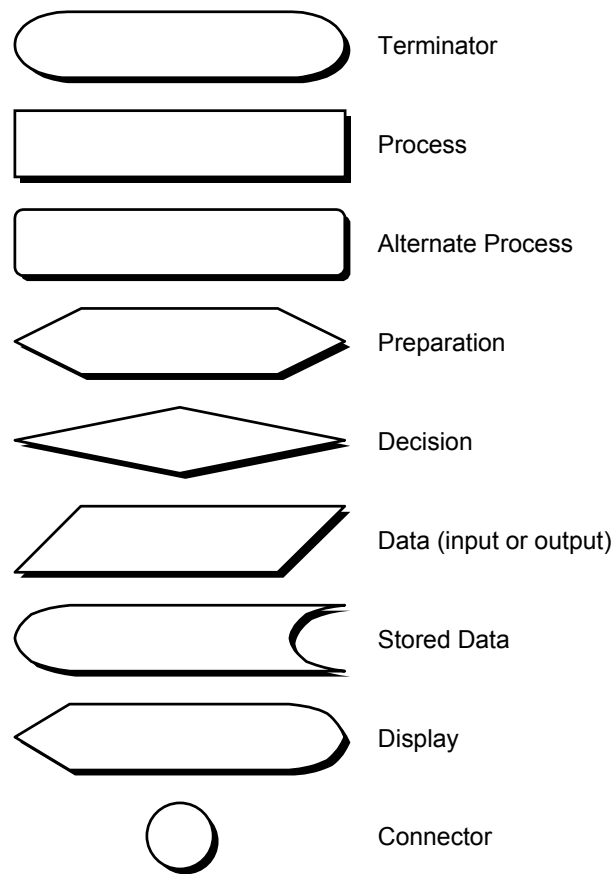 Terminator
Process
Alternate Process
Preparation
Decision
Data (input or output)
Stored Data
Display
Connector